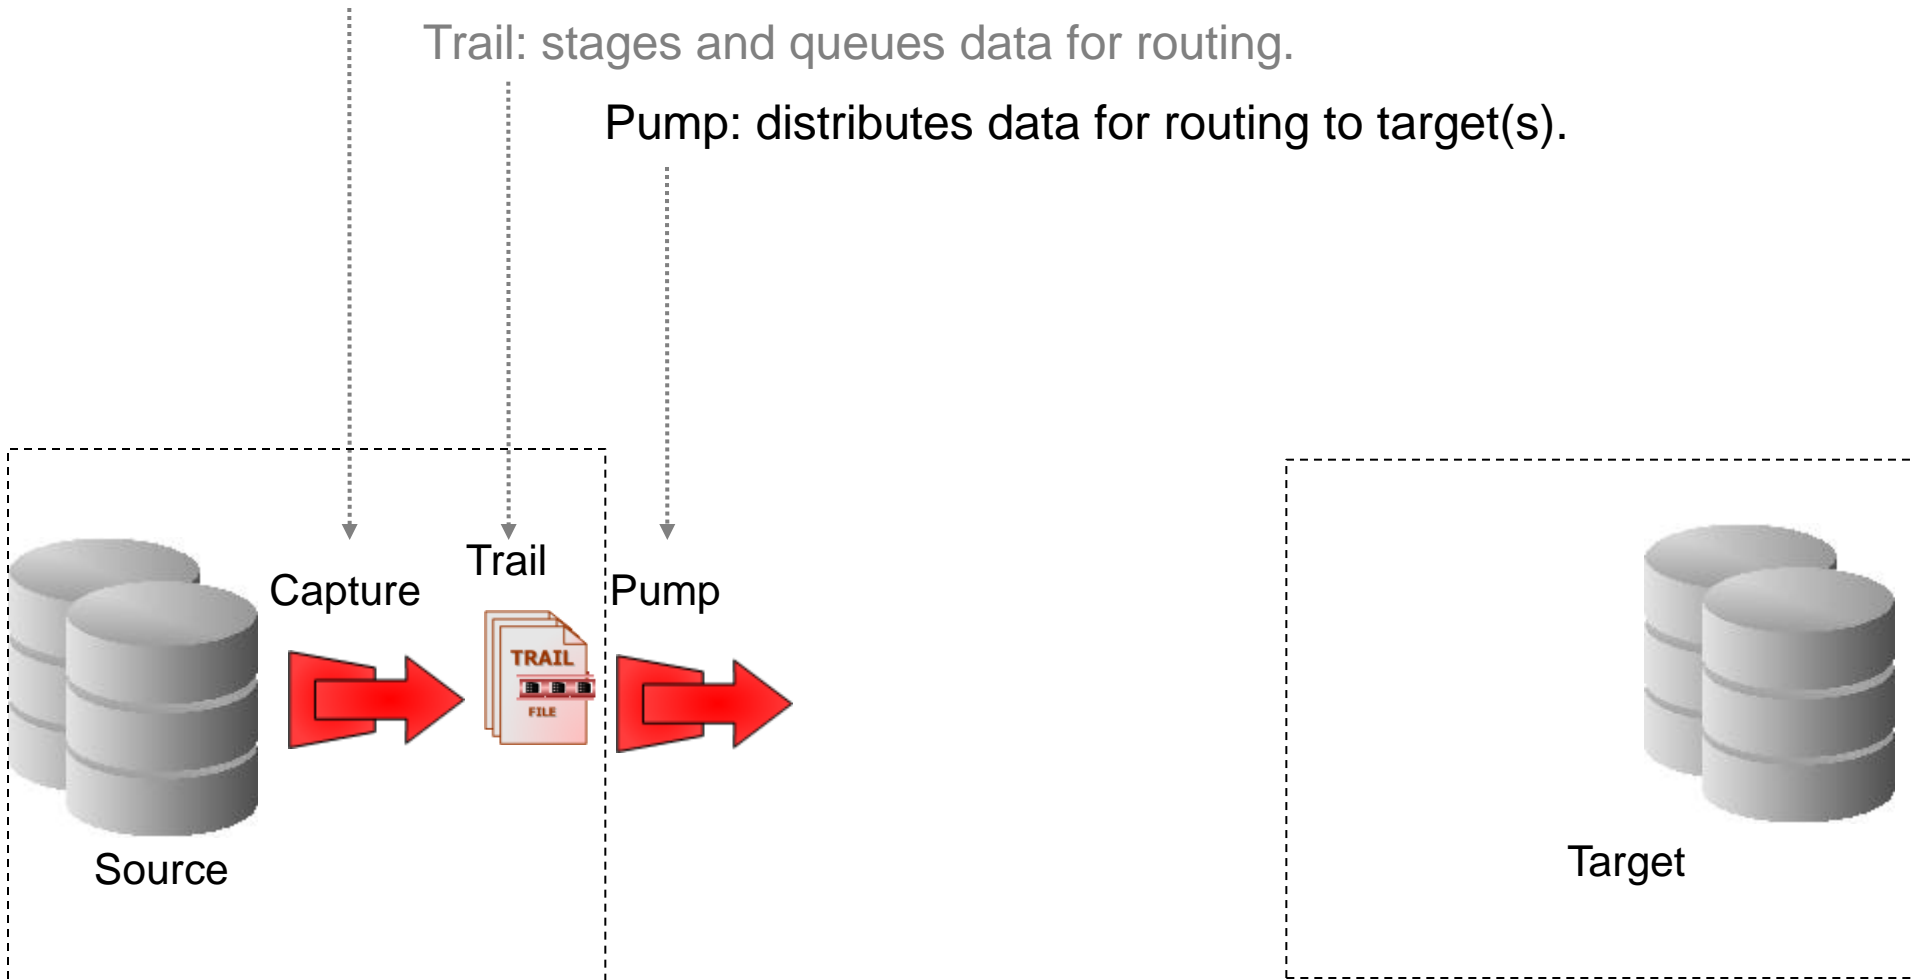 Trail: stages and queues data for routing.
Pump: distributes data for routing to target(s).
Trail
Capture
Pump
TRAIL
FILE
Source
Target